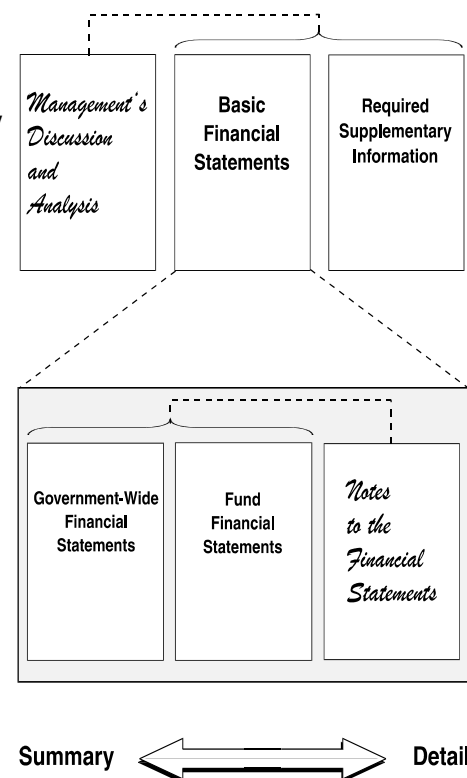 Management's
Discussion
and
Analysis
Basic
Financial
Statements
Required
Supplementary
Information
Government-Wide
Financial
Statements
Fund
Financial
Statements
Notes
to the
Financial
Statements
Summary
Detail